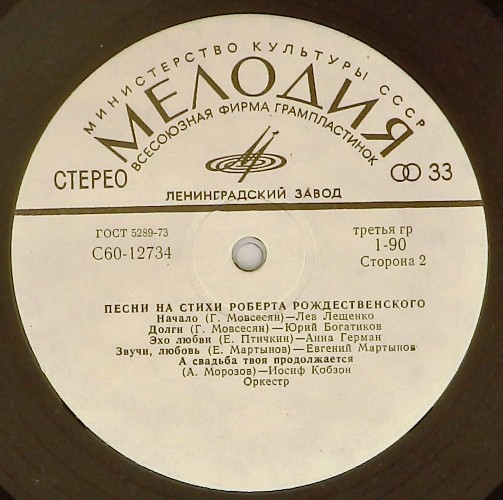 МИНИСТЕРСТВО КУЛЬТУРЫ СССР
МЕЛОДИЯ
ВСЕСОЮЗНАЯ ФИРМА ГРАМПЛАСТИНОК
СТЕРЕО
33
ЛЕНИНГРАДСКИЙ ЗАВОД
ГОСТ 5289-73
С60-12734
третья гр
1-90
Сторона 2
ПЕСНИ НА СТИХИ РОБЕРТА РОЖДЕСТВЕНСКОГО
Начало (Г. Мовсесян)—Лев Лещенко
Долги (Г. Мовсесян)—Юрий Богатиков
Эхо любви (Е. Птичкин)—Анна Герман
Звучи, любовь (Е. Мартынов)—Евгений Мартынов
А свадьба твоя продолжается
(А. Морозов)—Иосиф Кобзон
Оркестр